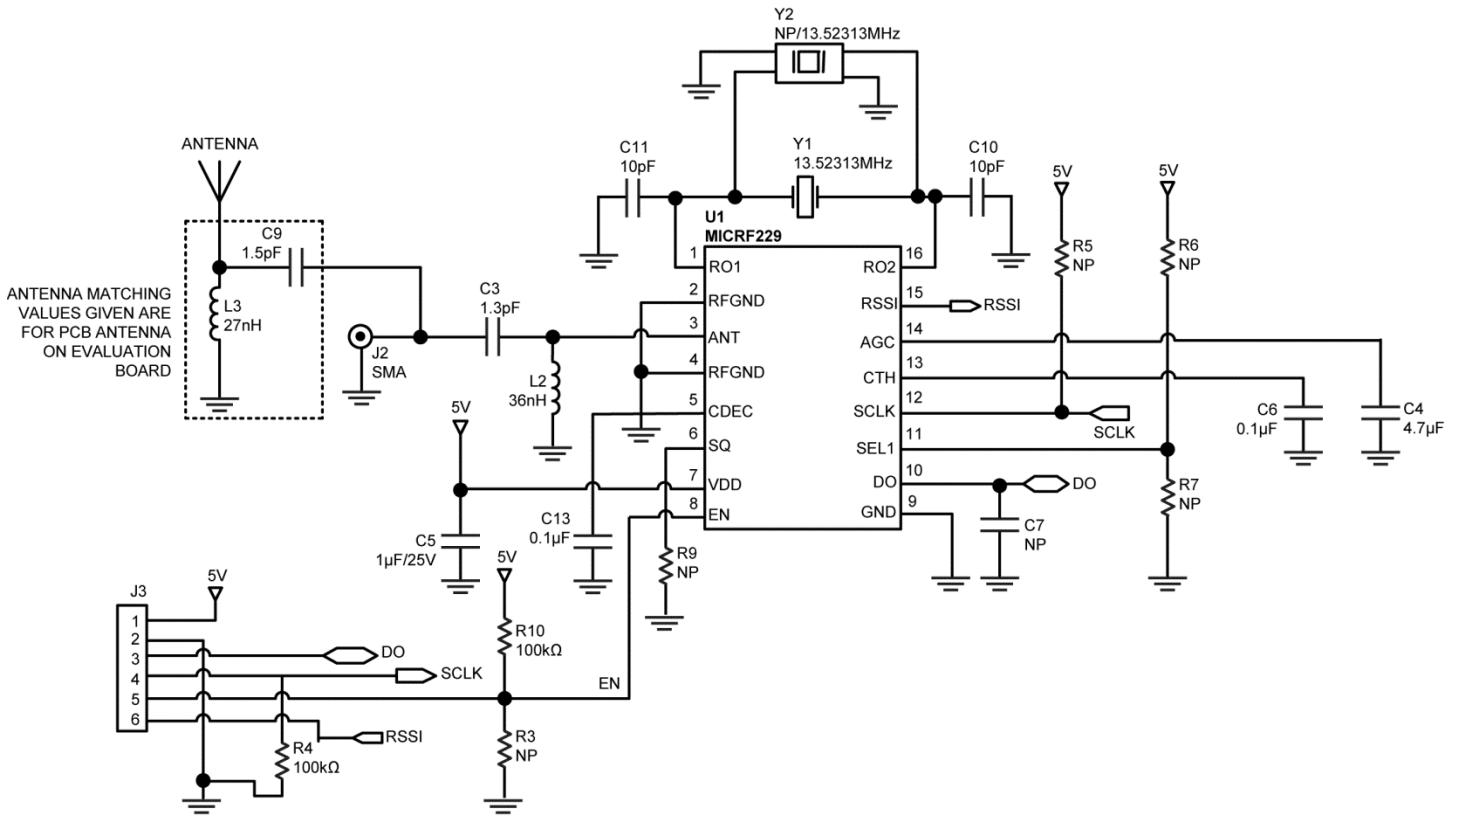 Y2
NP/13.52313MHz
ANTENNA
C11
10pF
Y1
13.52313MHz
C10
10pF
5V
5V
U1
MICRF229
C9
1.5pF
R5
NP
R6
NP
1
RO1
16
RO2
2
RFGND
15
RSSI
RSSI
ANTENNA MATCHING
VALUES GIVEN ARE
FOR PCB ANTENNA
ON EVALUATION
BOARD
L3
27nH
C3
1.3pF
3
ANT
14
AGC
J2
SMA
4
RFGND
13
CTH
L2
36nH
5
CDEC
12
SCLK
SCLK
C6
0.1µF
C4
4.7µF
5V
6
SQ
11
SEL1
7
VDD
10
DO
DO
R7
NP
8
EN
9
GND
C5
1µF/25V
C13
0.1µF
C7
NP
R9
NP
5V
5V
J3
1
2
3
4
5
6
DO
SCLK
RSSI
R10
100kΩ
EN
R3
NP
R4
100kΩ